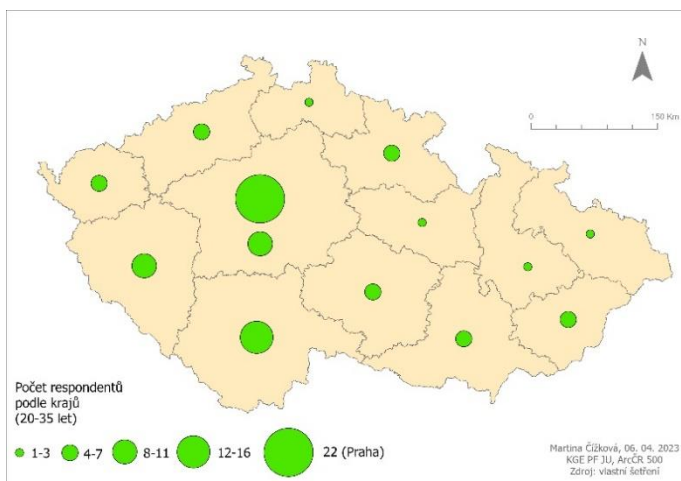 N
0 150 Km
Počet respondentů
podle krajů
(20-35 let)
1-3 4-7 8-11 12-16 22 (Praha)
Martina Čížková, 06. 04. 2023
KGE PF JU, ArcČR 500
Zdroj: vlastní šetření